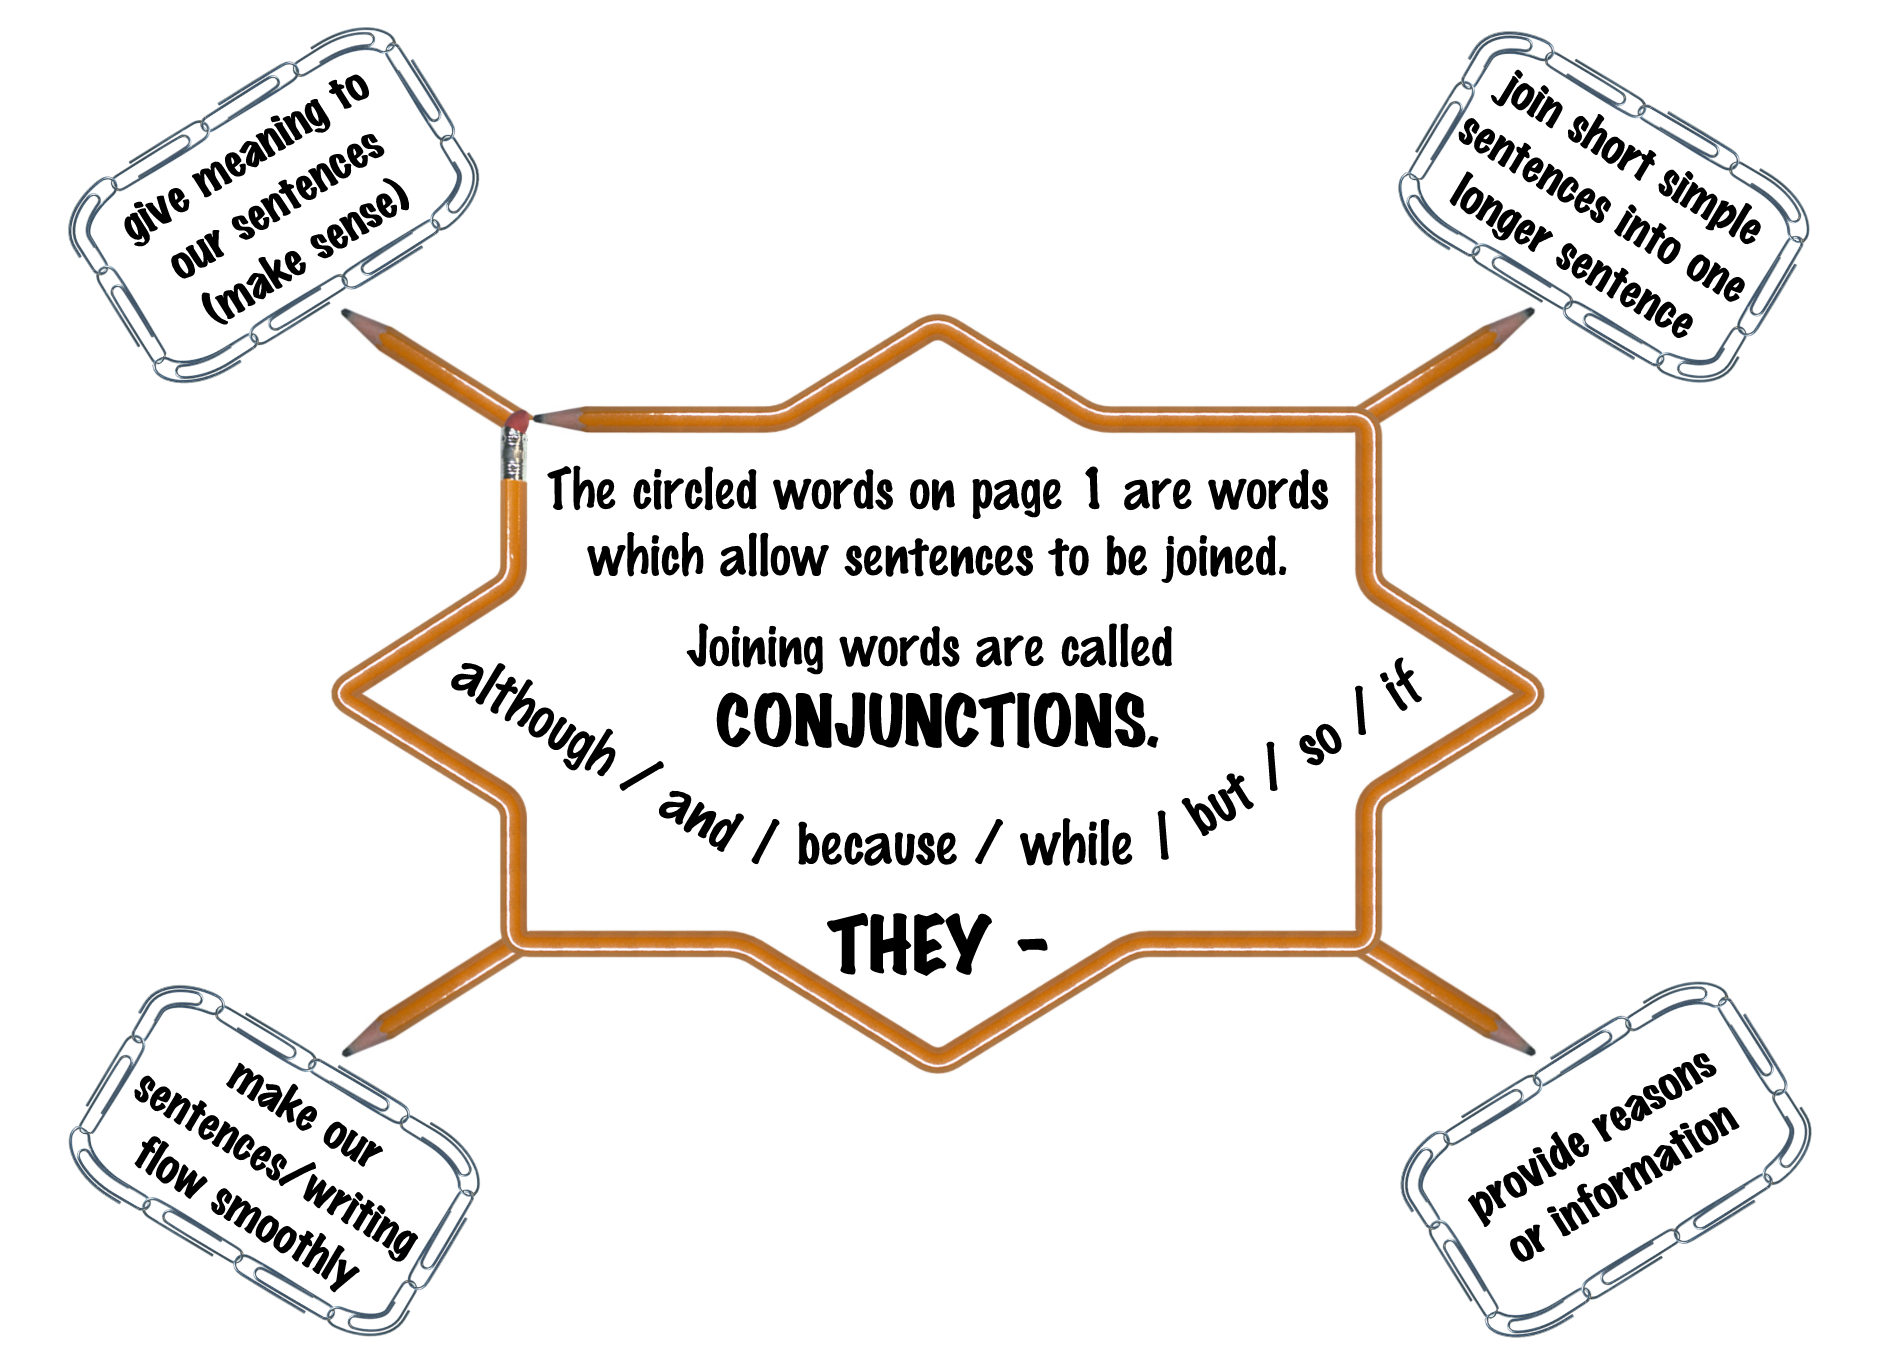 give meaning to
our sentences
(make sense)
join short simple
sentences into one
longer sentence
The circled words on page 1 are words
which allow sentences to be joined.
Joining words are called
CONJUNCTIONS.
although / and / because / while / but / so / if
THEY -
make our
sentences/writing
flow smoothly
provide reasons
or information